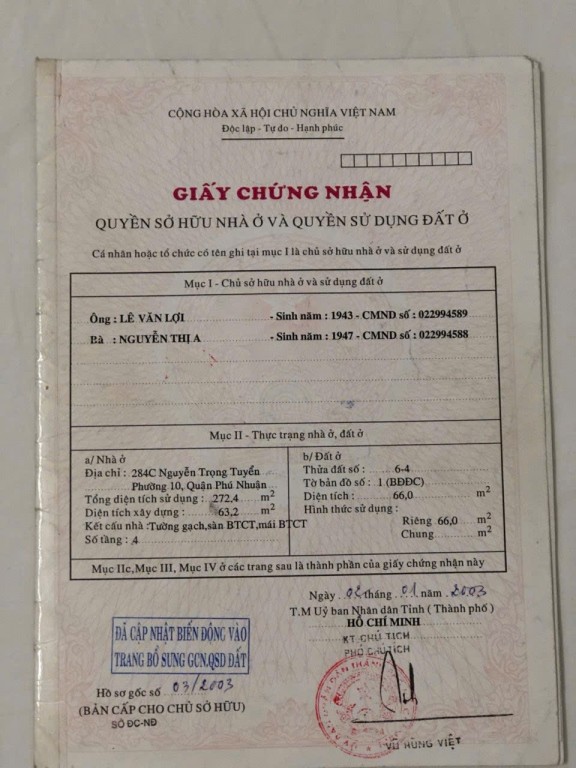 CỘNG HÒA XÃ HỘI CHỦ NGHĨA VIỆT NAM
Độc lập - Tự do - Hạnh phúc
GIẤY CHỨNG NHẬN
QUYỀN SỞ HỮU NHÀ Ở VÀ QUYỀN SỬ DỤNG ĐẤT Ở
Cá nhân hoặc tổ chức có tên ghi tại mục I là chủ sở hữu nhà ở và sử dụng đất ở
Mục I - Chủ sở hữu nhà ở và sử dụng đất ở
Ông : LÊ VĂN LỢI - Sinh năm : 1943 - CMND số : 022994589
Bà : NGUYỄN THỊ A - Sinh năm : 1947 - CMND số : 022994588
Mục II - Thực trạng nhà ở, đất ở
a/ Nhà ở
Địa chỉ : 284C Nguyễn Trọng Tuyển
Phường 10, Quận Phú Nhuận
Tổng diện tích sử dụng : 272,4 m2
Diện tích xây dựng : 63,2 m2
Kết cấu nhà :Tường gạch,sàn BTCT,mái BTCT
Số tầng : 4
b/ Đất ở
Thửa đất số : 6-4
Tờ bản đồ số : 1 (BĐĐC)
Diện tích : 66,0 m2
Hình thức sử dụng :
Riêng 66,0 m2
Chung m2
Mục IIc,Mục III, Mục IV ở các trang sau là thành phần của giấy chứng nhận này
Ngày 02 tháng 01 năm 2003
T.M Uỷ ban Nhân dân Tỉnh ( Thành phố )
HỒ CHÍ MINH
KT CHỦ TỊCH
PHÓ CHỦ TỊCH
ĐÃ CẬP NHẬT BIẾN ĐỘNG VÀO
TRANG BỔ SUNG GCN.QSD ĐẤT
Hồ sơ gốc số 03/2003
(BẢN CẤP CHO CHỦ SỞ HỮU)
SỐ ĐC-NĐ
VŨ HÙNG VIỆT